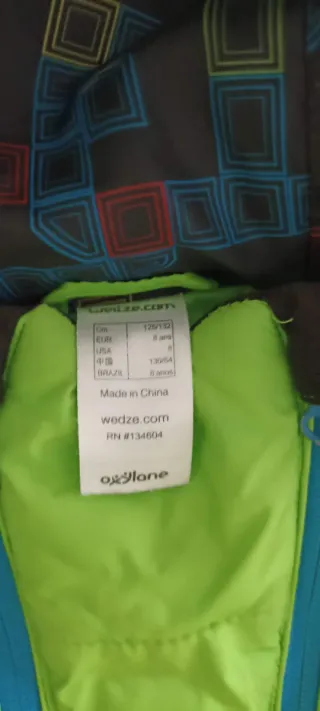 wedze.com
cm 125/132
EUR 8 ans
USA 8
中国 130/64
BRAZIL 8 anos
Made in China
wedze.com
RN #134604
oxylane